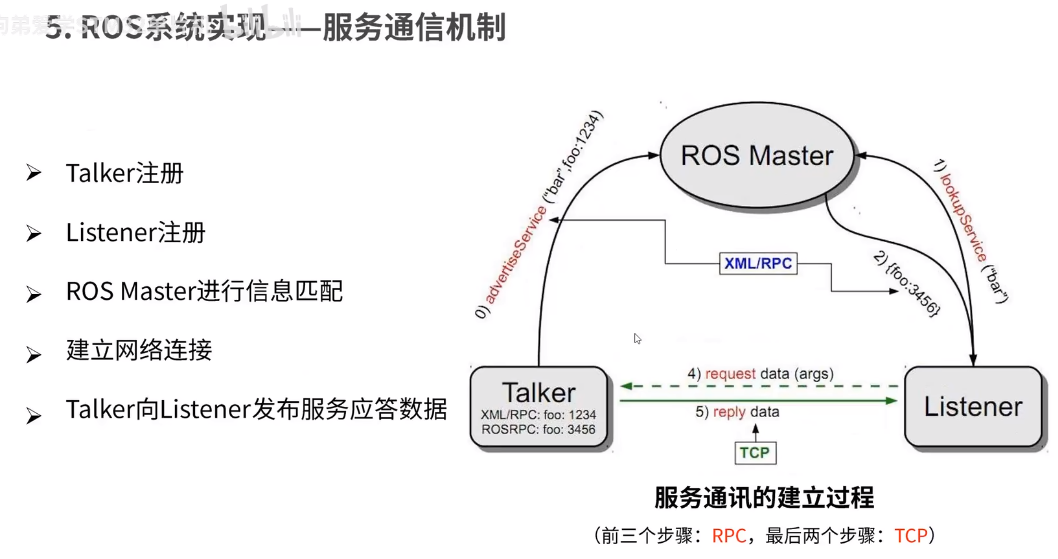 5. ROS系统实现——服务通信机制
Talker注册
Listener注册
ROS Master进行信息匹配
建立网络连接
Talker向Listener发布服务应答数据
ROS Master
0) advertiseService ("bar",foo:1234)
1) lookupService ("bar")
XML/RPC
2) {foo:3456}
Talker
XML/RPC: foo: 1234
ROSRPC: foo: 3456
4) request data (args)
5) reply data
TCP
Listener
服务通讯的建立过程
（前三个步骤：RPC，最后两个步骤：TCP）